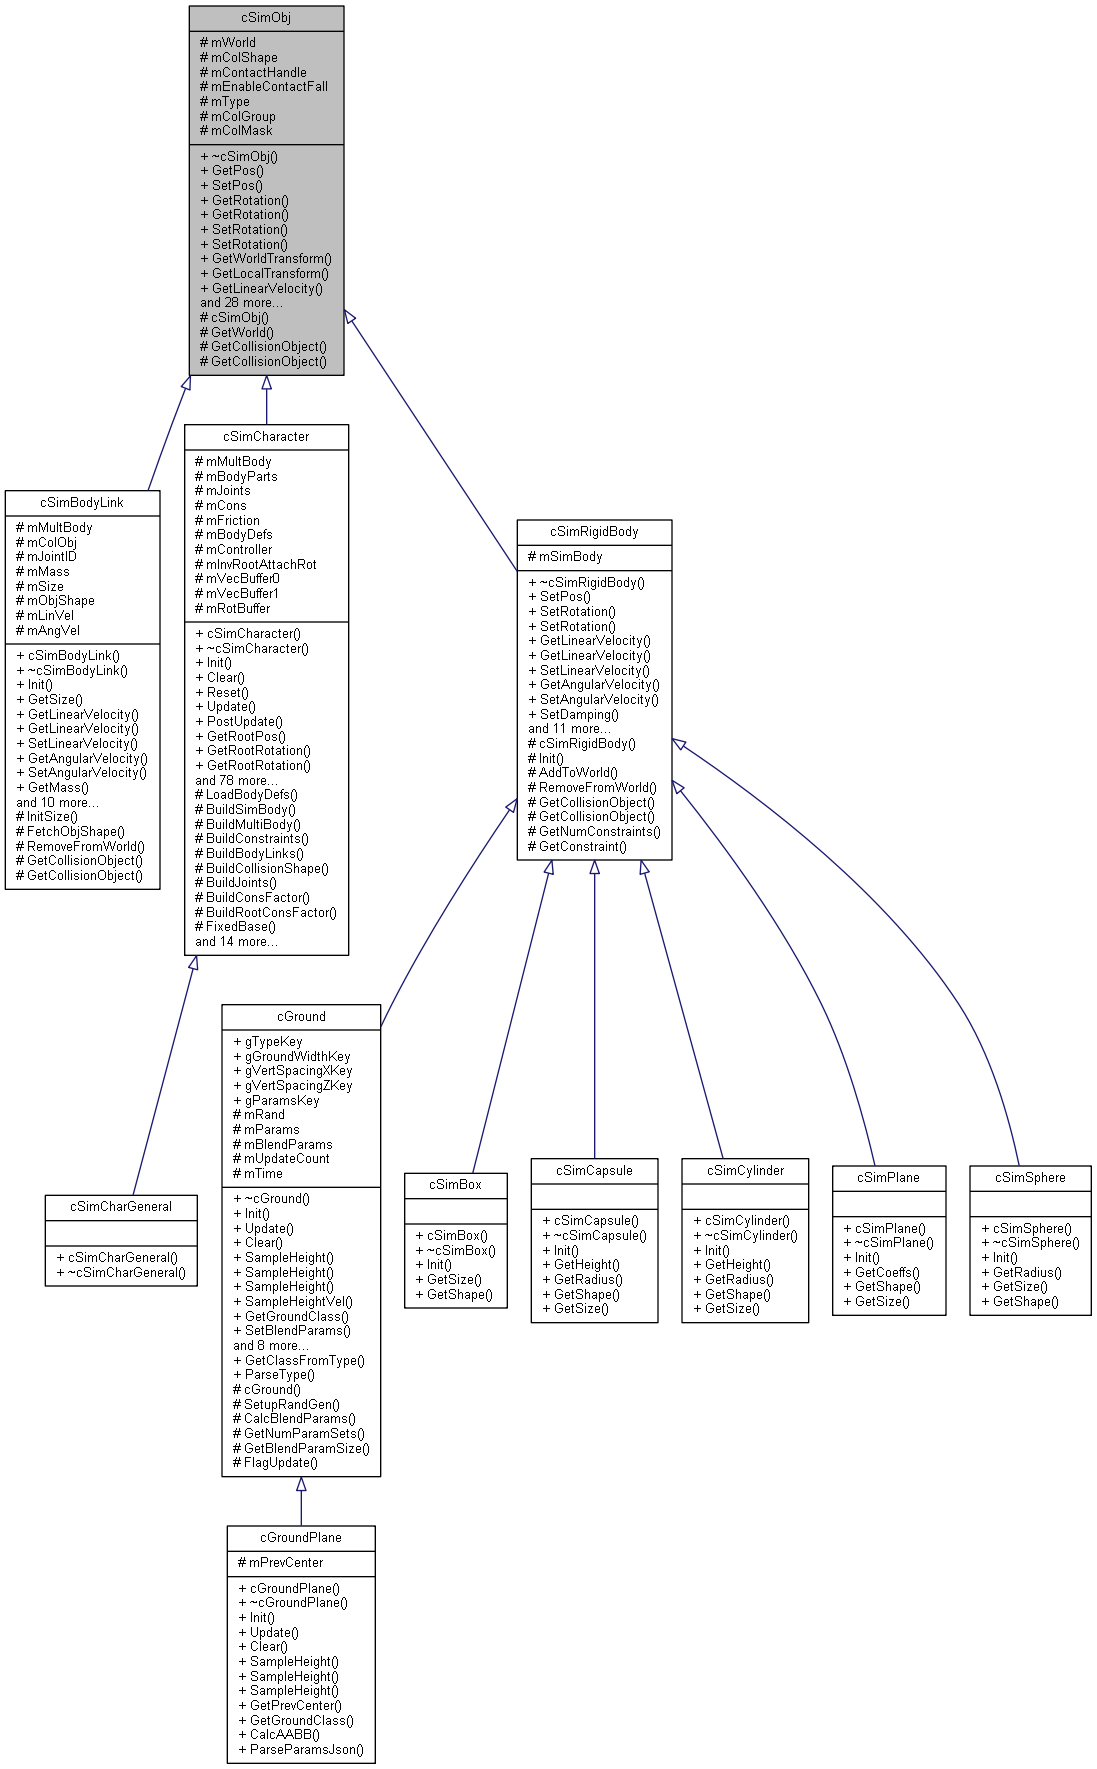 cSimObj
# mWorld
# mColShape
# mContactHandle
# mEnableContactFall
# mType
# mColGroup
# mColMask
+ ~cSimObj()
+ GetPos()
+ SetPos()
+ GetRotation()
+ GetRotation()
+ SetRotation()
+ SetRotation()
+ GetWorldTransform()
+ GetLocalTransform()
+ GetLinearVelocity()
and 28 more...
# cSimObj()
# GetWorld()
# GetCollisionObject()
# GetCollisionObject()
cSimBodyLink
# mMultBody
# mColObj
# mJointID
# mMass
# mSize
# mObjShape
# mLinVel
# mAngVel
+ cSimBodyLink()
+ ~cSimBodyLink()
+ Init()
+ GetSize()
+ GetLinearVelocity()
+ GetLinearVelocity()
+ SetLinearVelocity()
+ GetAngularVelocity()
+ SetAngularVelocity()
+ GetMass()
and 10 more...
# InitSize()
# FetchObjShape()
# RemoveFromWorld()
# GetCollisionObject()
# GetCollisionObject()
cSimCharacter
# mMultBody
# mBodyParts
# mJoints
# mCons
# mFriction
# mBodyDefs
# mController
# mInvRootAttachRot
# mVecBuffer0
# mVecBuffer1
# mRotBuffer
+ cSimCharacter()
+ ~cSimCharacter()
+ Init()
+ Clear()
+ Reset()
+ Update()
+ PostUpdate()
+ GetRootPos()
+ GetRootRotation()
+ GetRootRotation()
and 78 more...
# LoadBodyDefs()
# BuildSimBody()
# BuildMultiBody()
# BuildConstraints()
# BuildBodyLinks()
# BuildCollisionShape()
# BuildJoints()
# BuildConsFactor()
# BuildRootConsFactor()
# FixedBase()
and 14 more...
cSimRigidBody
# mSimBody
+ ~cSimRigidBody()
+ SetPos()
+ SetRotation()
+ SetRotation()
+ GetLinearVelocity()
+ GetLinearVelocity()
+ SetLinearVelocity()
+ GetAngularVelocity()
+ SetAngularVelocity()
+ SetDamping()
and 11 more...
# cSimRigidBody()
# Init()
# AddToWorld()
# RemoveFromWorld()
# GetCollisionObject()
# GetCollisionObject()
# GetNumConstraints()
# GetConstraint()
cSimCharGeneral
+ cSimCharGeneral()
+ ~cSimCharGeneral()
cGround
+ gTypeKey
+ gGroundWidthKey
+ gVertSpacingXKey
+ gVertSpacingZKey
+ gParamsKey
# mRand
# mParams
# mBlendParams
# mUpdateCount
# mTime
+ ~cGround()
+ Init()
+ Update()
+ Clear()
+ SampleHeight()
+ SampleHeight()
+ SampleHeight()
+ SampleHeightVel()
+ GetGroundClass()
+ SetBlendParams()
and 8 more...
+ GetClassFromType()
+ ParseType()
# cGround()
# SetupRandGen()
# CalcBlendParams()
# GetNumParamSets()
# GetBlendParamSize()
# FlagUpdate()
cSimBox
+ cSimBox()
+ ~cSimBox()
+ Init()
+ GetSize()
+ GetShape()
cSimCapsule
+ cSimCapsule()
+ ~cSimCapsule()
+ Init()
+ GetHeight()
+ GetRadius()
+ GetShape()
+ GetSize()
cSimCylinder
+ cSimCylinder()
+ ~cSimCylinder()
+ Init()
+ GetHeight()
+ GetRadius()
+ GetShape()
+ GetSize()
cSimPlane
+ cSimPlane()
+ ~cSimPlane()
+ Init()
+ GetCoeffs()
+ GetShape()
+ GetSize()
cSimSphere
+ cSimSphere()
+ ~cSimSphere()
+ Init()
+ GetRadius()
+ GetSize()
+ GetShape()
cGroundPlane
# mPrevCenter
+ cGroundPlane()
+ ~cGroundPlane()
+ Init()
+ Update()
+ Clear()
+ SampleHeight()
+ SampleHeight()
+ SampleHeight()
+ GetPrevCenter()
+ GetGroundClass()
+ CalcAABB()
+ ParseParamsJson()